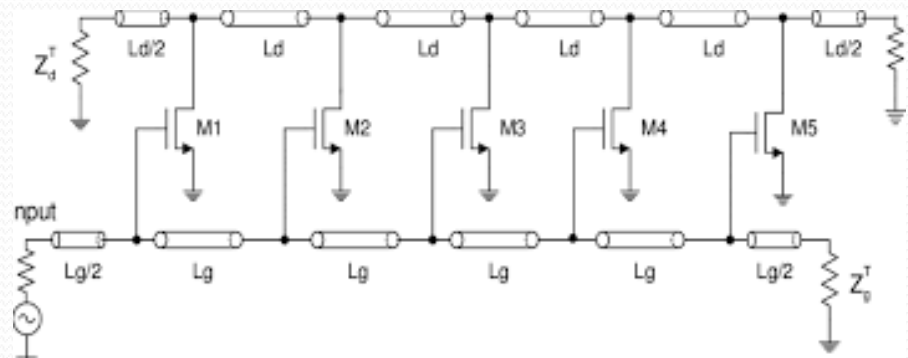 Ld/2 Ld Ld Ld Ld Ld/2
Z_d^T
M1 M2 M3 M4 M5
nput
Lg/2 Lg Lg Lg Lg Lg/2
Z_g^T